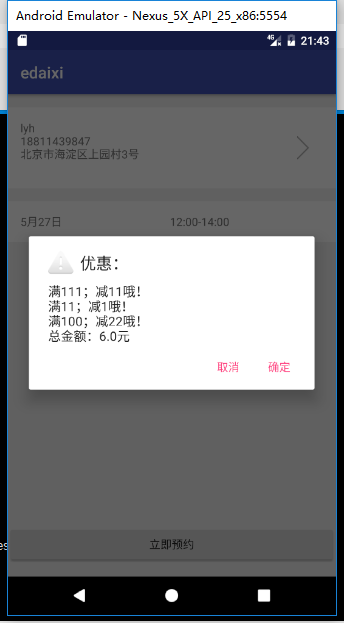 Android Emulator - Nexus_5X_API_25_x86:5554
4G 21:43
edaixi
lyh
18811439847
北京市海淀区上园村3号
5月27日 12:00-14:00
优惠：
满111；减11哦！
满11；减1哦！
满100；减22哦！
总金额：6.0元
取消 确定
立即预约
es